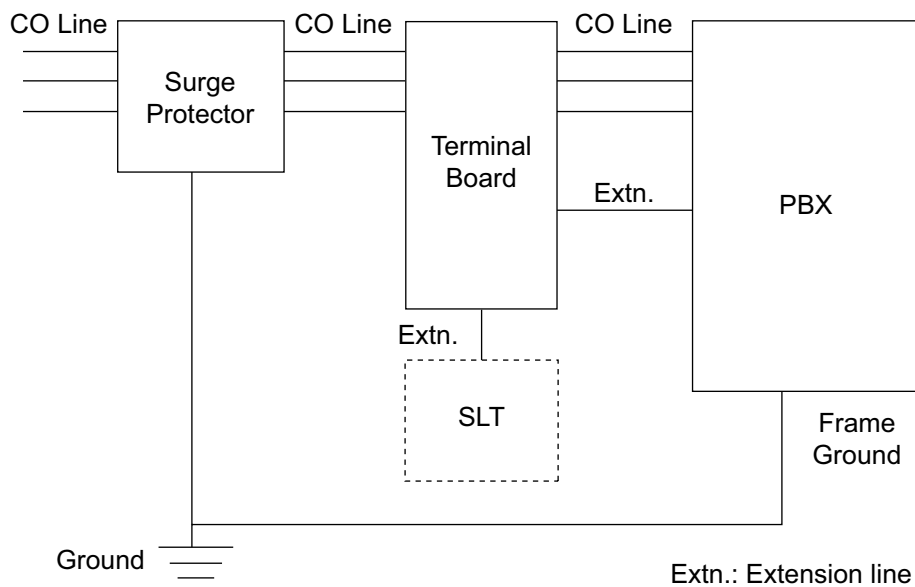 CO Line
CO Line
CO Line
Surge
Protector
Terminal
Board
Extn.
PBX
Extn.
SLT
Frame
Ground
Ground
Extn.: Extension line